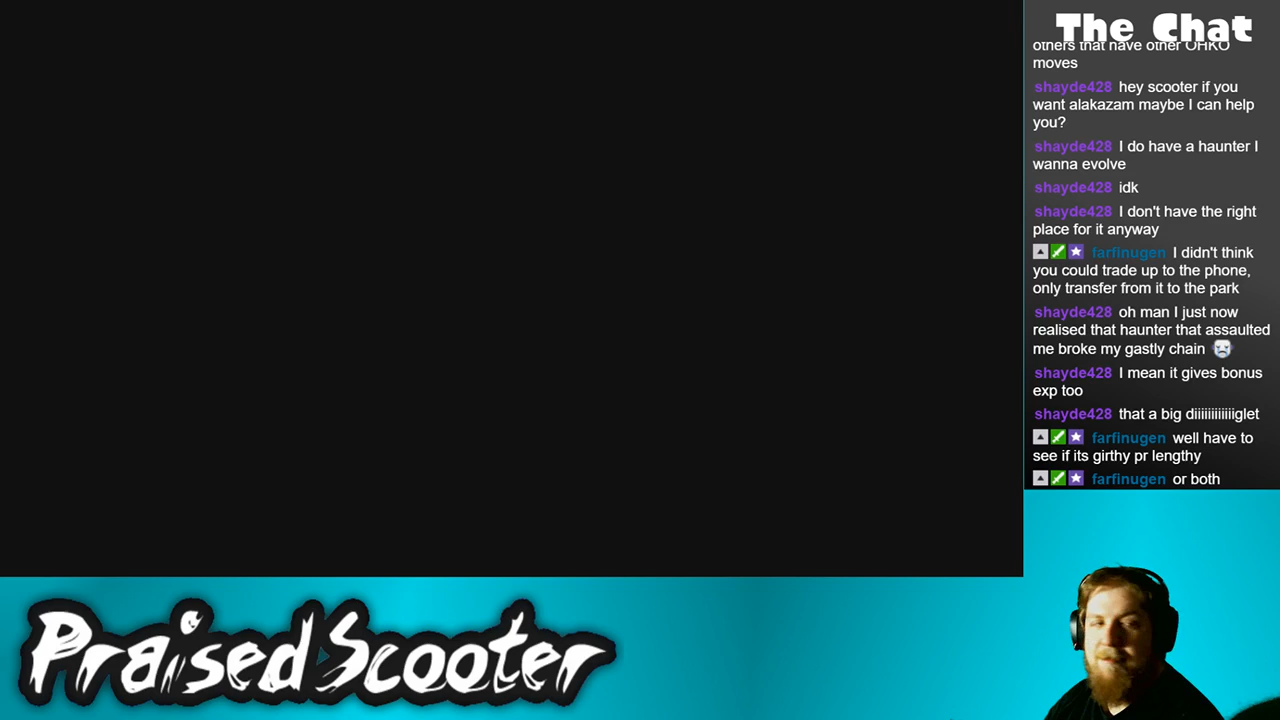 The Chat
others that have other OHKO
moves
shayde428 hey scooter if you
want alakazam maybe I can help
you?
shayde428 I do have a haunter I
wanna evolve
shayde428 idk
shayde428 I don't have the right
place for it anyway
farfinugen I didn't think
you could trade up to the phone,
only transfer from it to the park
shayde428 oh man I just now
realised that haunter that assaulted
me broke my gastly chain
shayde428 I mean it gives bonus
exp too
shayde428 that a big diiiiiiiiiiiiglet
farfinugen well have to
see if its girthy pr lengthy
farfinugen or both
PraisedScooter